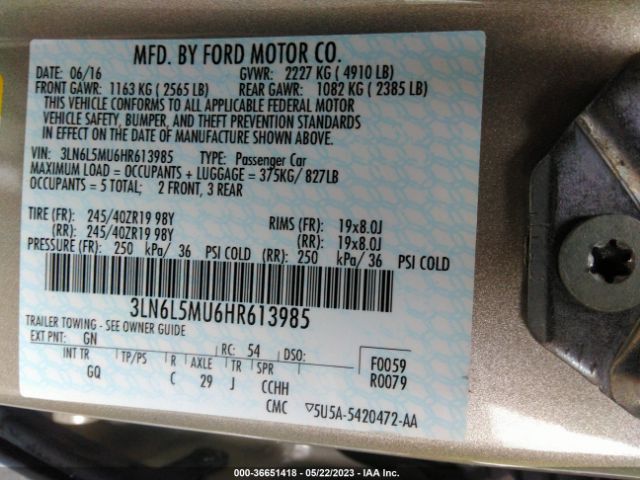 MFD. BY FORD MOTOR CO.
DATE: 06/16 GVWR: 2227 KG ( 4910 LB)
FRONT GAWR: 1163 KG ( 2565 LB) REAR GAWR: 1082 KG ( 2385 LB)
THIS VEHICLE CONFORMS TO ALL APPLICABLE FEDERAL MOTOR
VEHICLE SAFETY, BUMPER, AND THEFT PREVENTION STANDARDS
IN EFFECT ON THE DATE OF MANUFACTURE SHOWN ABOVE.
VIN: 3LN6L5MU6HR613985 TYPE: Passenger Car
MAXIMUM LOAD = OCCUPANTS + LUGGAGE = 375KG/ 827LB
OCCUPANTS = 5 TOTAL; 2 FRONT, 3 REAR
TIRE (FR): 245/40ZR19 98Y RIMS (FR): 19x8.0J
(RR): 245/40ZR19 98Y (RR): 19x8.0J
PRESSURE (FR): 250 kPa/ 36 PSI COLD (RR): 250 kPa/ 36 PSI COLD
3LN6L5MU6HR613985
TRAILER TOWING - SEE OWNER GUIDE
EXT PNT: GN RC: 54 DSO:
INT TR TP/PS R AXLE TR SPR F0059
GQ C 29 J CCHH R0079
CMC ▽5U5A-5420472-AA
000-36651418 - 05/22/2023 - IAA Inc.